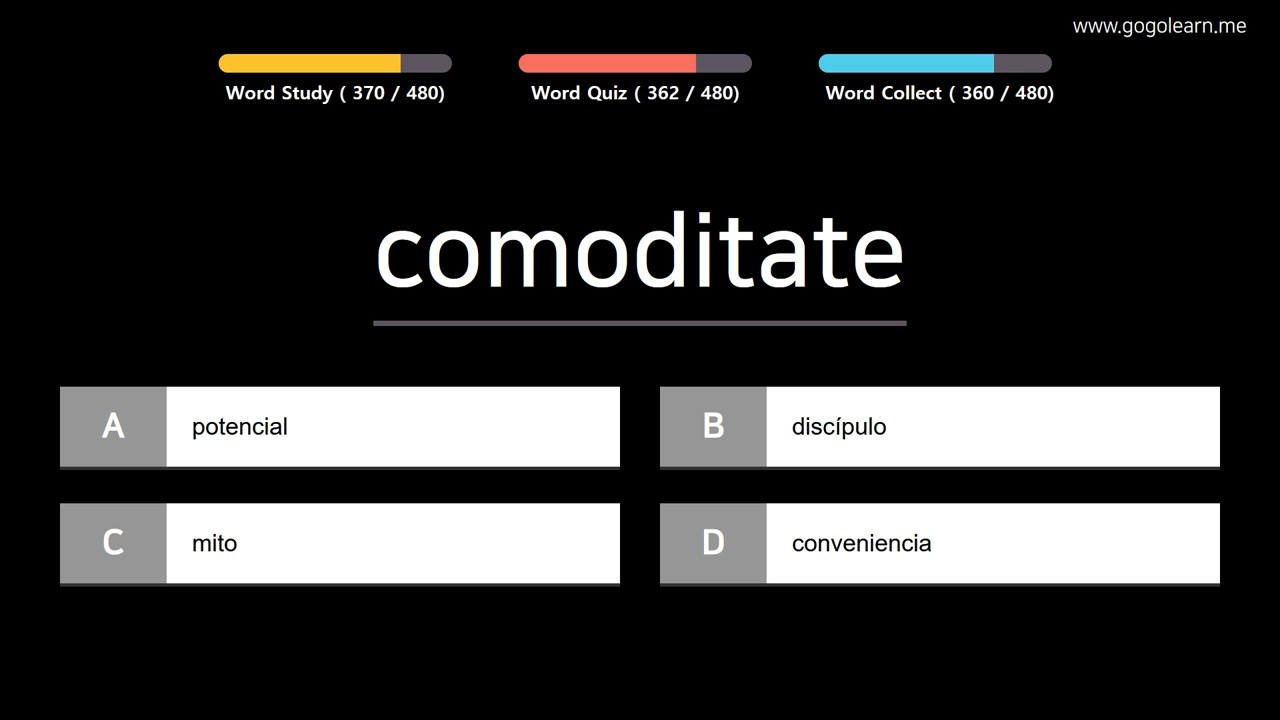 www.gogolearn.me
Word Study ( 370 / 480)
Word Quiz ( 362 / 480)
Word Collect ( 360 / 480)
comoditate
A potencial
B discípulo
C mito
D conveniencia